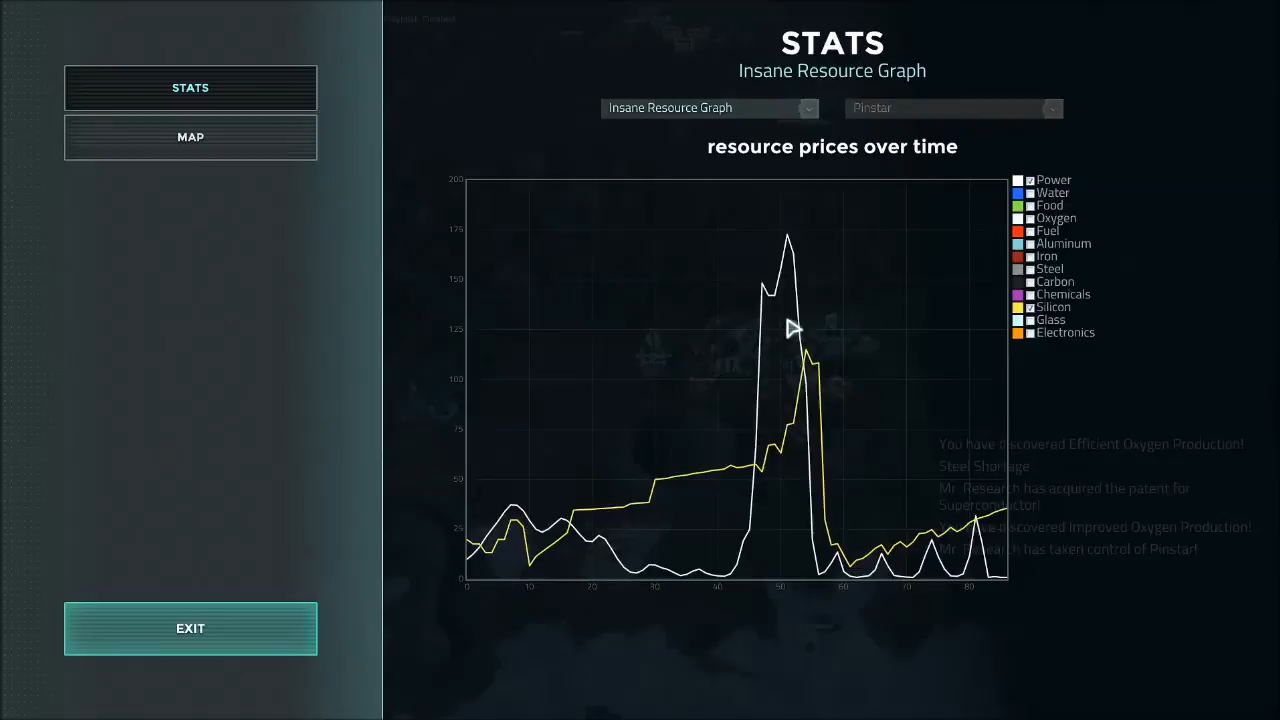 STATS
MAP
EXIT
STATS
Insane Resource Graph
Insane Resource Graph
Pinstar
resource prices over time
200
175
150
125
100
75
50
25
0
0 10 20 30 40 50 60 70 80
Power
Water
Food
Oxygen
Fuel
Aluminum
Iron
Steel
Carbon
Chemicals
Silicon
Glass
Electronics
You have discovered Efficient Oxygen Production!
Steel Shortage
Mr. Research has acquired the patent for
Superconductor!
You have discovered Improved Oxygen Production!
Mr. Research has taken control of Pinstar!